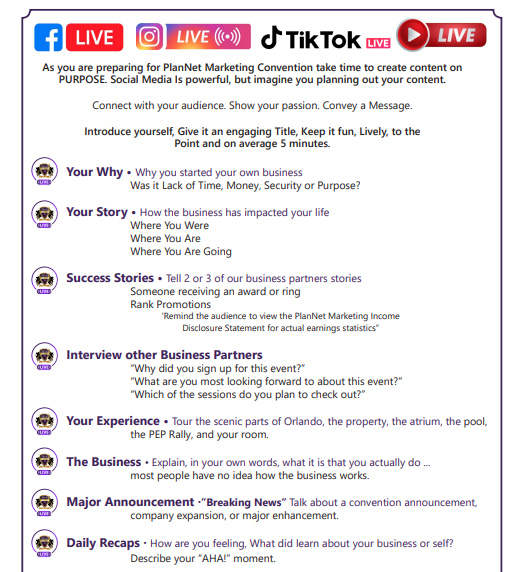 LIVE
LIVE
TikTok LIVE
LIVE
As you are preparing for PlanNet Marketing Convention take time to create content on
PURPOSE. Social Media Is powerful, but imagine you planning out your content.
Connect with your audience. Show your passion. Convey a Message.
Introduce yourself, Give it an engaging Title, Keep it fun, Lively, to the
Point and on average 5 minutes.
Your Why • Why you started your own business
Was it Lack of Time, Money, Security or Purpose?
Your Story • How the business has impacted your life
Where You Were
Where You Are
Where You Are Going
Success Stories • Tell 2 or 3 of our business partners stories
Someone receiving an award or ring
Rank Promotions
'Remind the audience to view the PlanNet Marketing Income
Disclosure Statement for actual earnings statistics"
Interview other Business Partners
"Why did you sign up for this event?"
"What are you most looking forward to about this event?"
"Which of the sessions do you plan to check out?"
Your Experience • Tour the scenic parts of Orlando, the property, the atrium, the pool,
the PEP Rally, and your room.
The Business • Explain, in your own words, what it is that you actually do ...
most people have no idea how the business works.
Major Announcement ·"Breaking News" Talk about a convention announcement,
company expansion, or major enhancement.
Daily Recaps · How are you feeling, What did learn about your business or self?
Describe your "AHA!" moment.